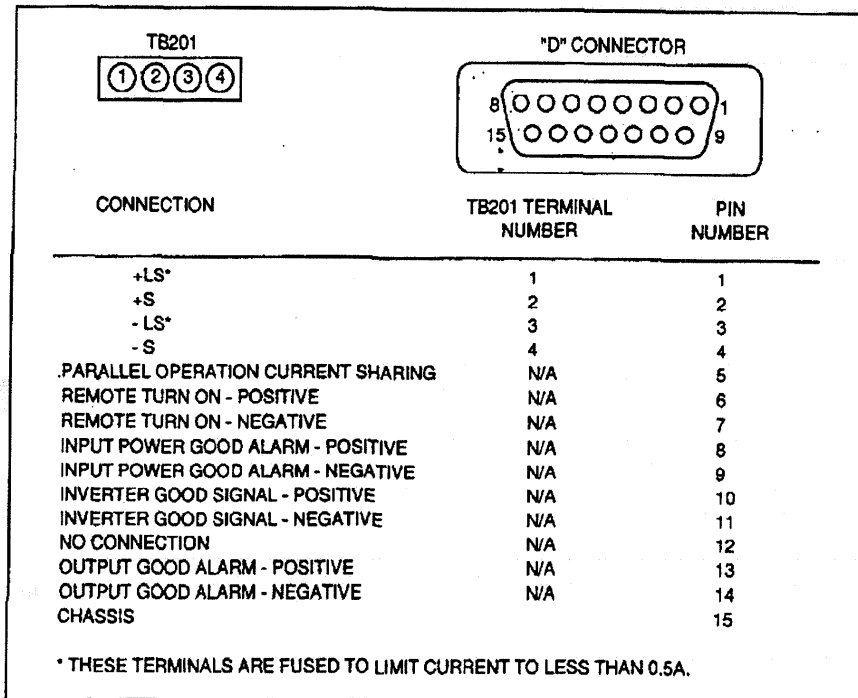 TB201
1 2 3 4
"D" CONNECTOR
8 1
15 9
CONNECTION TB201 TERMINAL NUMBER PIN NUMBER
+LS* 1 1
+S 2 2
- LS* 3 3
- S 4 4
.PARALLEL OPERATION CURRENT SHARING N/A 5
REMOTE TURN ON - POSITIVE N/A 6
REMOTE TURN ON - NEGATIVE N/A 7
INPUT POWER GOOD ALARM - POSITIVE N/A 8
INPUT POWER GOOD ALARM - NEGATIVE N/A 9
INVERTER GOOD SIGNAL - POSITIVE N/A 10
INVERTER GOOD SIGNAL - NEGATIVE N/A 11
NO CONNECTION N/A 12
OUTPUT GOOD ALARM - POSITIVE N/A 13
OUTPUT GOOD ALARM - NEGATIVE N/A 14
CHASSIS 15
* THESE TERMINALS ARE FUSED TO LIMIT CURRENT TO LESS THAN 0.5A.